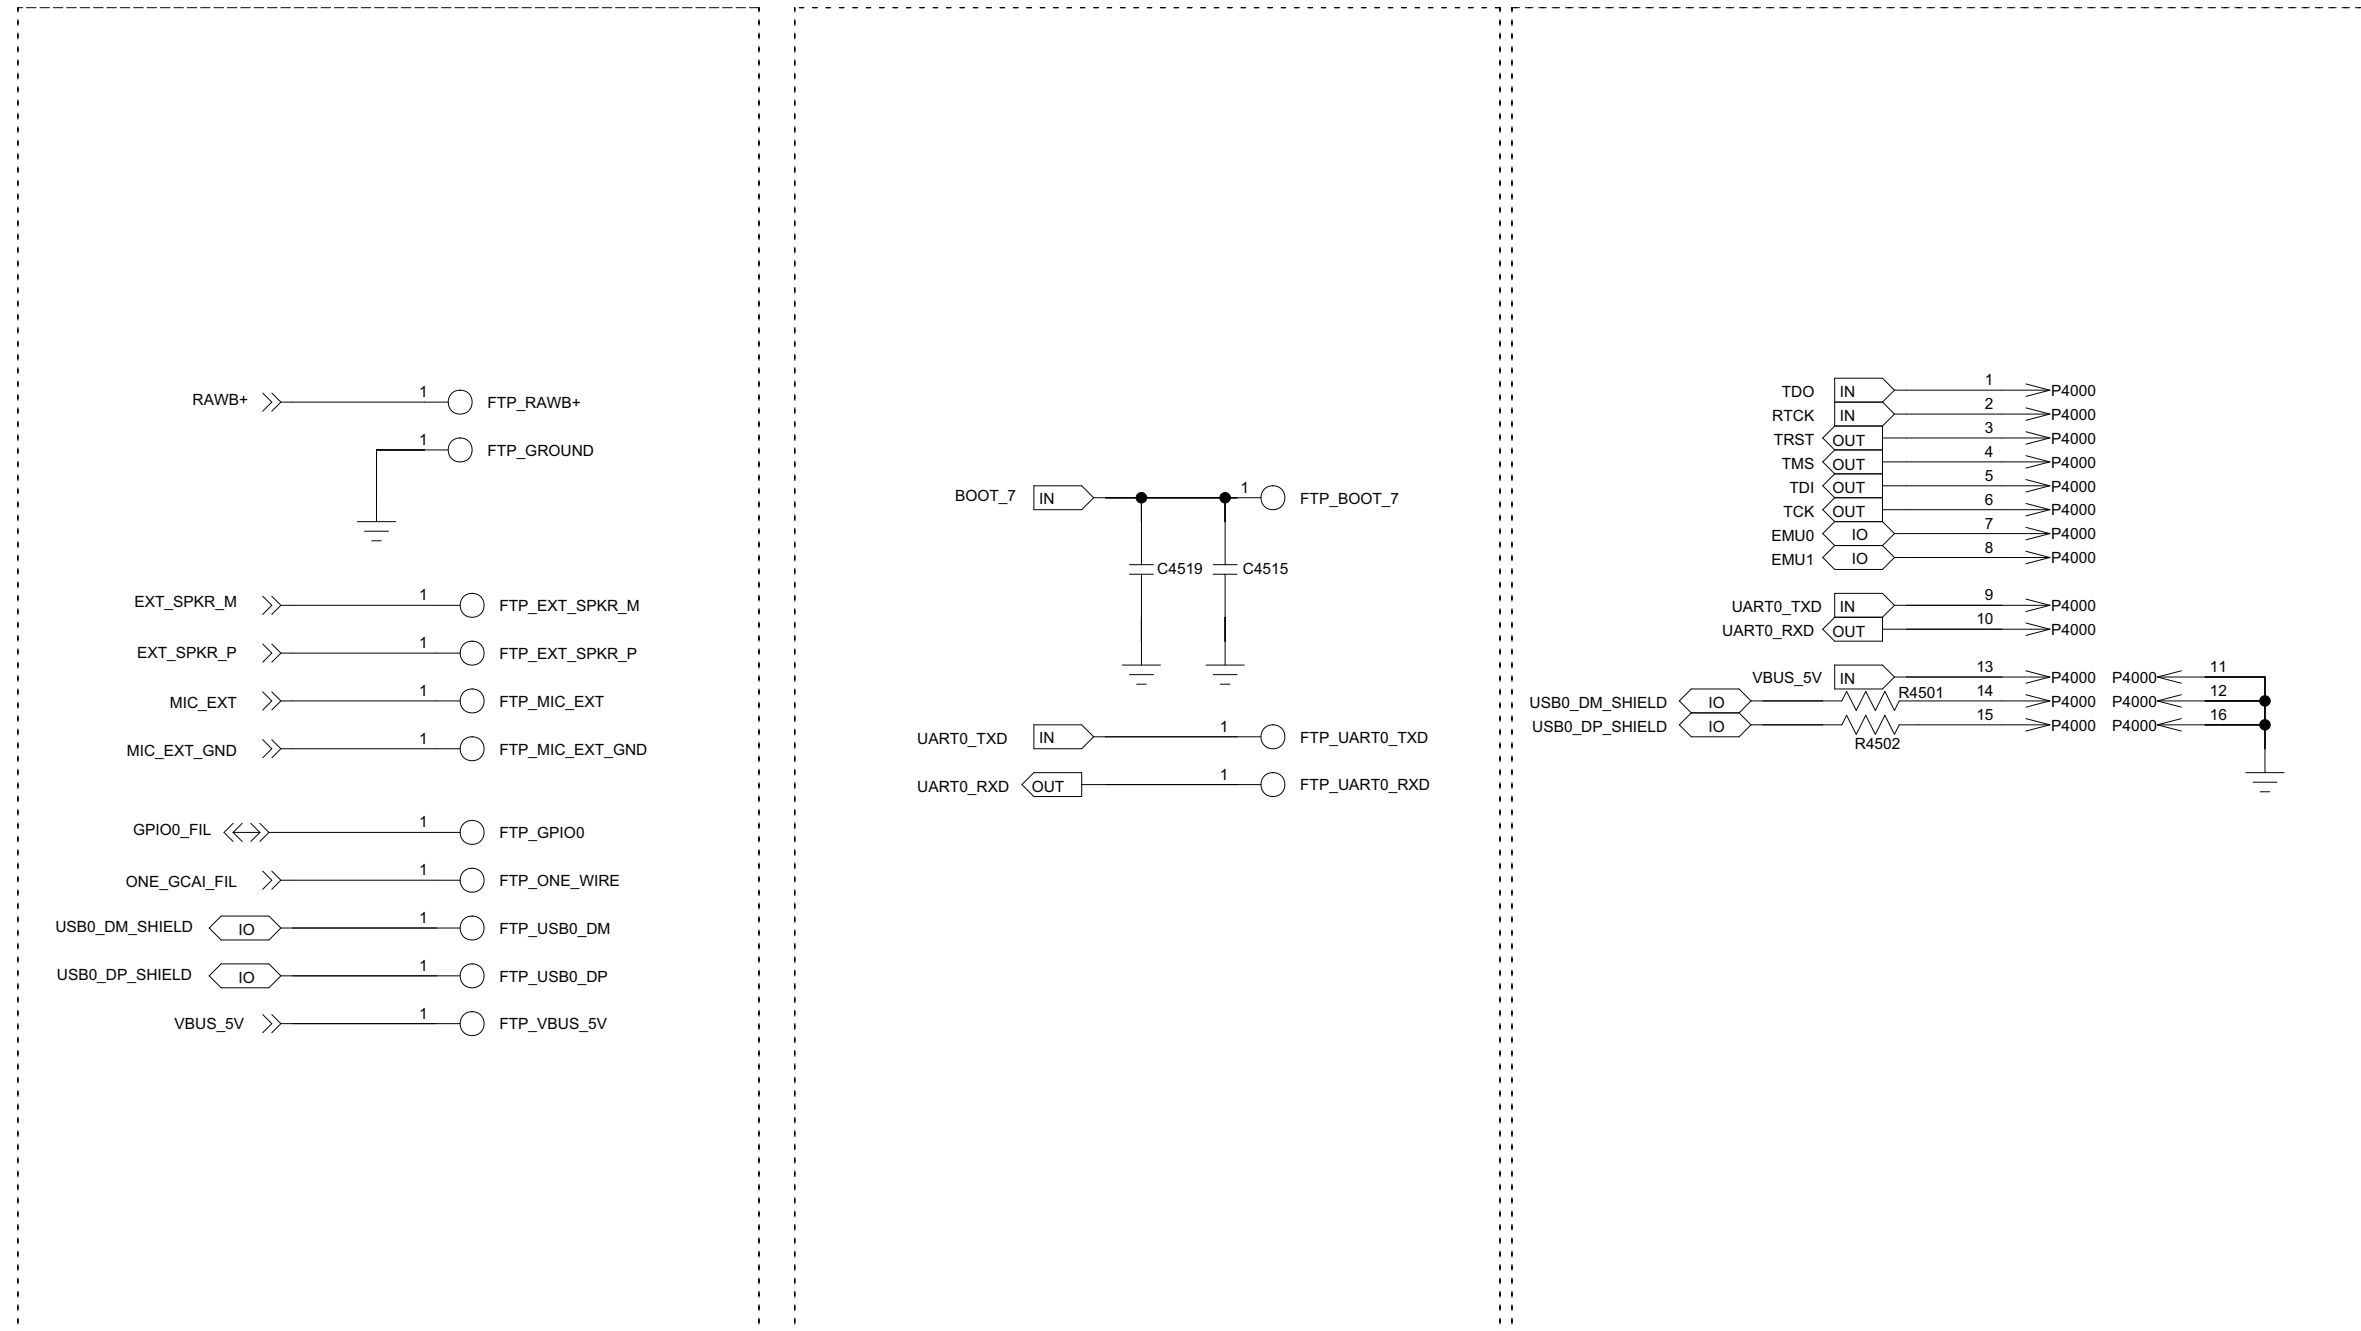 RAWB+ 1 FTP_RAWB+
1 FTP_GROUND
EXT_SPKR_M 1 FTP_EXT_SPKR_M
EXT_SPKR_P 1 FTP_EXT_SPKR_P
MIC_EXT 1 FTP_MIC_EXT
MIC_EXT_GND 1 FTP_MIC_EXT_GND
GPIO0_FIL 1 FTP_GPIO0
ONE_GCAI_FIL 1 FTP_ONE_WIRE
USB0_DM_SHIELD IO 1 FTP_USB0_DM
USB0_DP_SHIELD IO 1 FTP_USB0_DP
VBUS_5V 1 FTP_VBUS_5V
BOOT_7 IN 1 FTP_BOOT_7
C4519 C4515
UART0_TXD IN 1 FTP_UART0_TXD
UART0_RXD OUT 1 FTP_UART0_RXD
TDO IN 1 P4000
RTCK IN 2 P4000
TRST OUT 3 P4000
TMS OUT 4 P4000
TDI OUT 5 P4000
TCK OUT 6 P4000
EMU0 IO 7 P4000
EMU1 IO 8 P4000
UART0_TXD IN 9 P4000
UART0_RXD OUT 10 P4000
VBUS_5V IN 13 P4000 P4000 11
USB0_DM_SHIELD IO R4501 14 P4000 P4000 12
USB0_DP_SHIELD IO 15 P4000 P4000 16
R4502